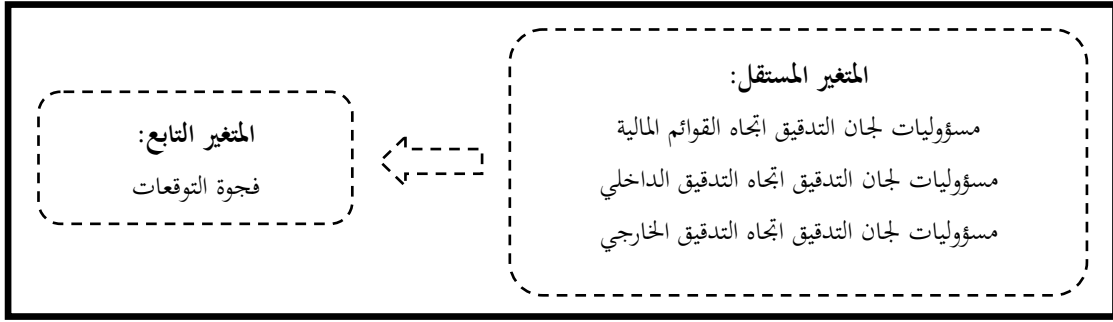 المتغير المستقل:
مسؤوليات لجان التدقيق اتجاه القوائم المالية
مسؤوليات لجان التدقيق اتجاه التدقيق الداخلي
مسؤوليات لجان التدقيق اتجاه التدقيق الخارجي
المتغير التابع:
فجوة التوقعات